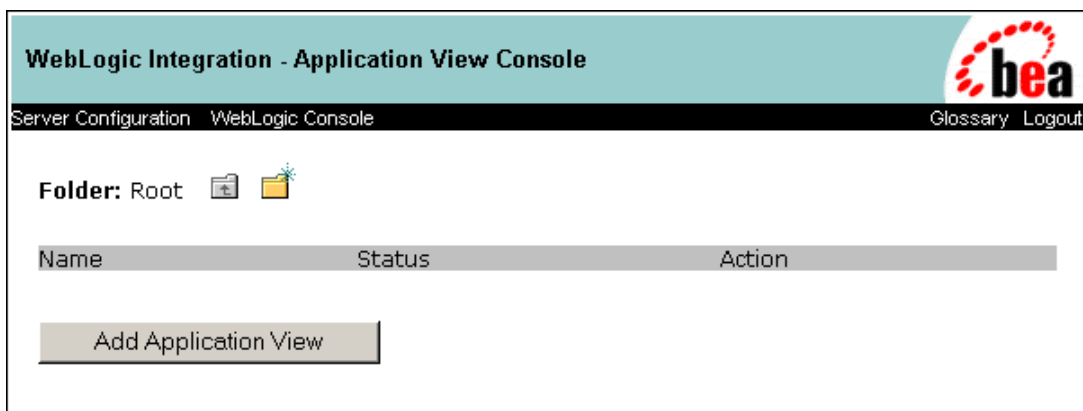 WebLogic Integration - Application View Console
bea
Server Configuration WebLogic Console Glossary Logout
Folder: Root
Name Status Action
Add Application View